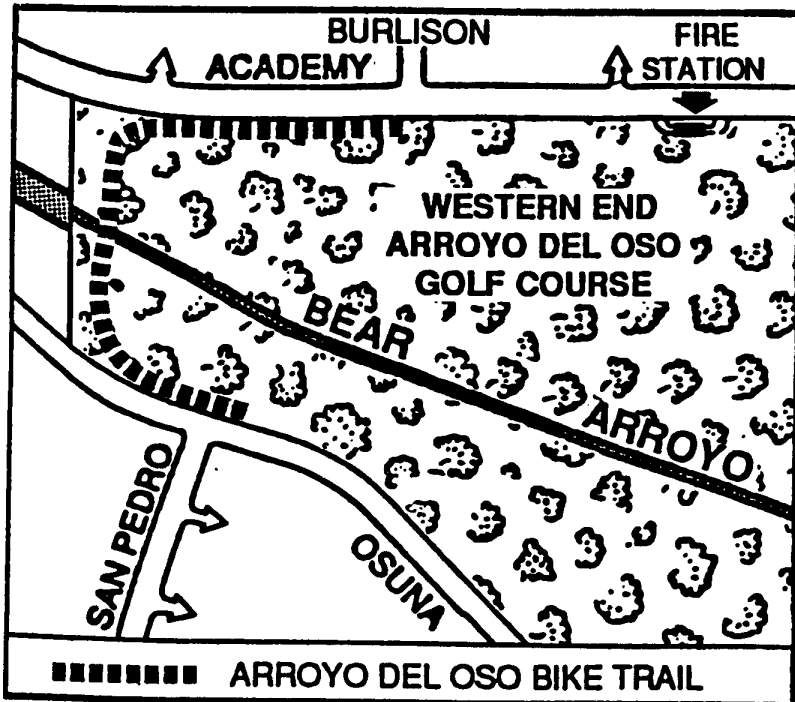 BURLISON
ACADEMY
FIRE
STATION
WESTERN END
ARROYO DEL OSO
GOLF COURSE
BEAR
ARROYO
SAN PEDRO
OSUNA
ARROYO DEL OSO BIKE TRAIL